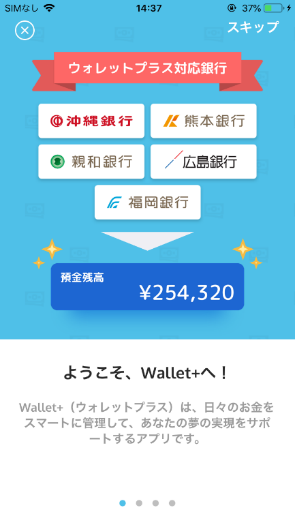 SIMなし 14:37 37%
スキップ
ウォレットプラス対応銀行
沖縄銀行 熊本銀行
親和銀行 広島銀行
福岡銀行
預金残高
¥254,320
ようこそ、Wallet+へ！
Wallet+（ウォレットプラス）は、日々のお金を
スマートに管理して、あなたの夢の実現をサポ
ートするアプリです。